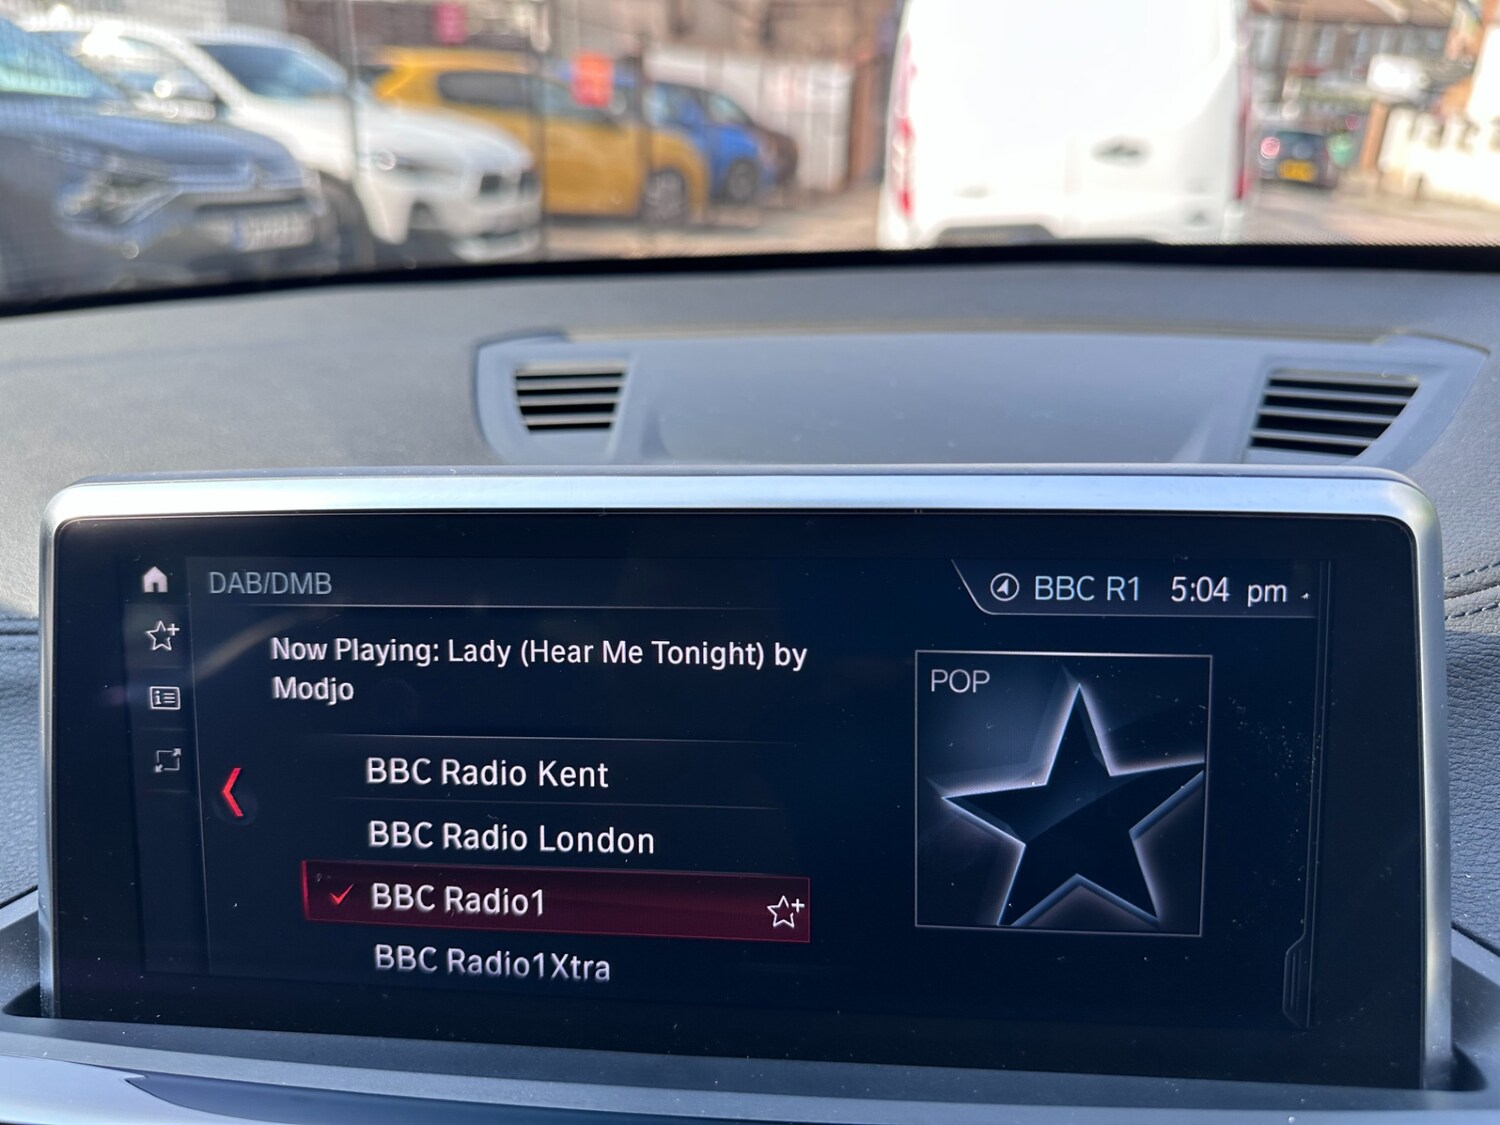 DAB/DMB
BBC R1 5:04 pm
Now Playing: Lady (Hear Me Tonight) by
Modjo
POP
BBC Radio Kent
BBC Radio London
BBC Radio1
BBC Radio1Xtra